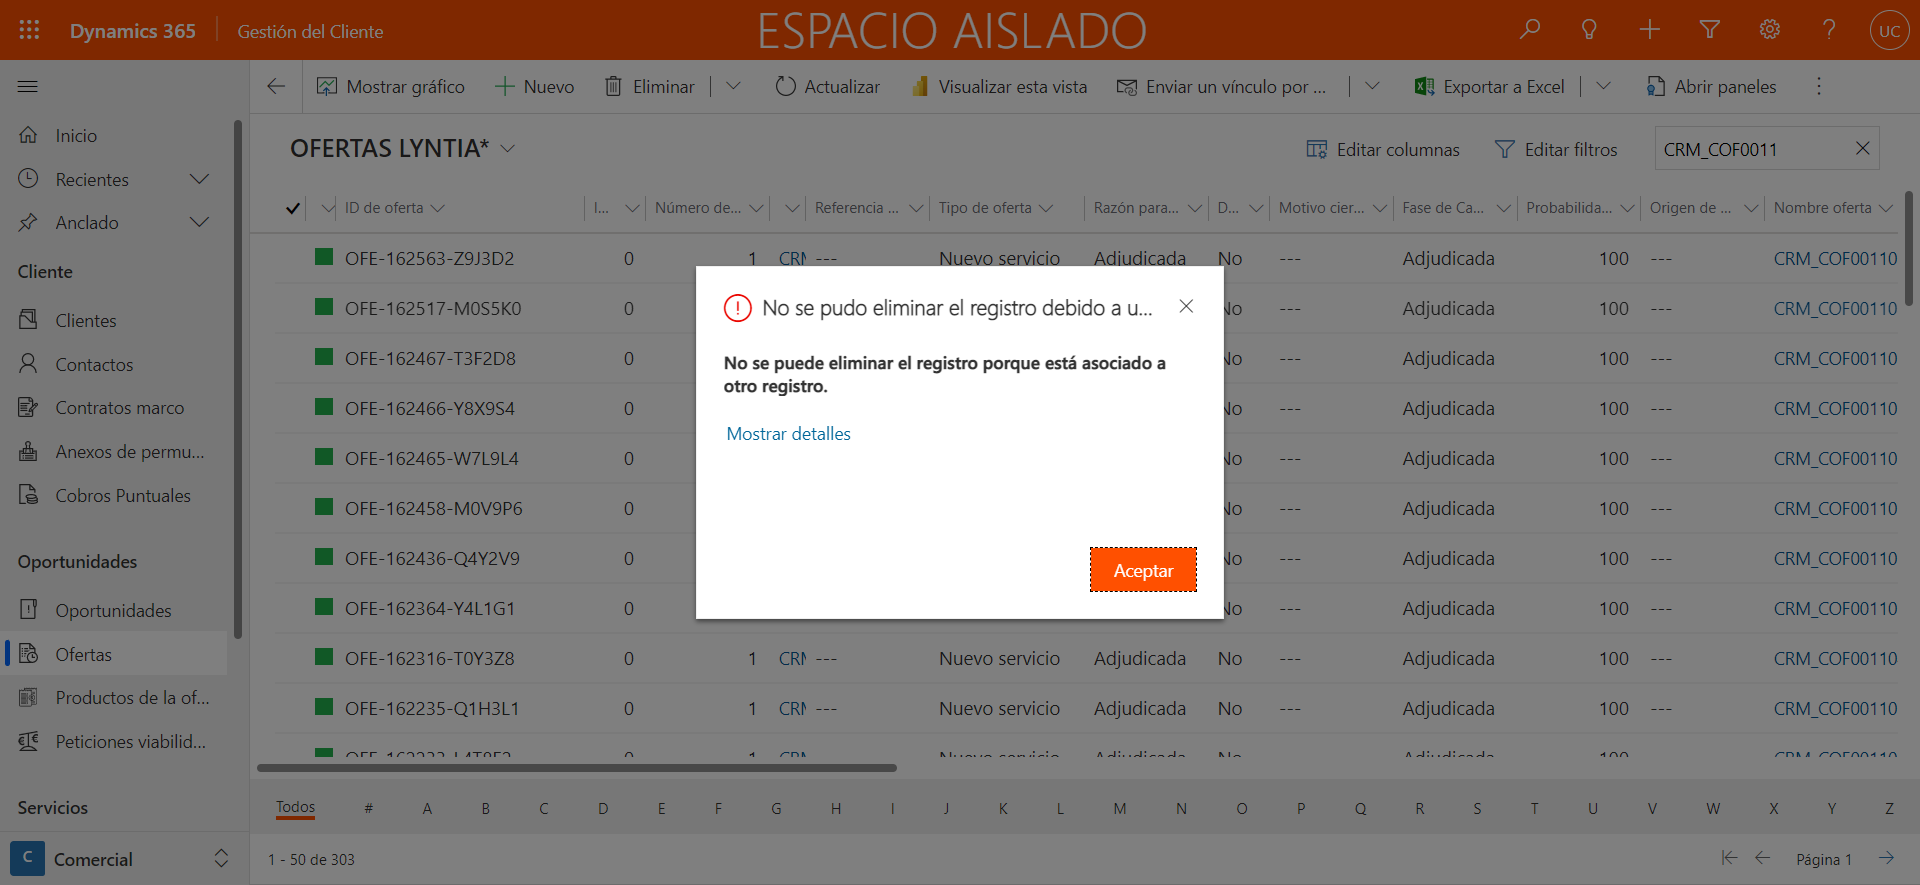 Dynamics 365
Gestión del Cliente
ESPACIO AISLADO
UC
Mostrar gráfico
Nuevo
Eliminar
Actualizar
Visualizar esta vista
Enviar un vínculo por ...
Exportar a Excel
Abrir paneles
Inicio
Recientes
Anclado
Cliente
Clientes
Contactos
Contratos marco
Anexos de permu...
Cobros Puntuales
Oportunidades
Oportunidades
Ofertas
Productos de la of...
Peticiones viabilid...
Servicios
C Comercial
OFERTAS LYNTIA*
Editar columnas
Editar filtros
CRM_COF0011
ID de oferta I... Número de... Referencia ... Tipo de oferta Razón para... D... Motivo cier... Fase de Ca... Probabilida... Origen de ... Nombre oferta
OFE-162563-Z9J3D2 0 1 CRM --- Nuevo servicio Adjudicada No --- Adjudicada 100 --- CRM_COF00110
OFE-162517-M0S5K0 0 No --- Adjudicada 100 --- CRM_COF00110
OFE-162467-T3F2D8 0 No --- Adjudicada 100 --- CRM_COF00110
OFE-162466-Y8X9S4 0 No --- Adjudicada 100 --- CRM_COF00110
OFE-162465-W7L9L4 0 No --- Adjudicada 100 --- CRM_COF00110
OFE-162458-M0V9P6 0 No --- Adjudicada 100 --- CRM_COF00110
OFE-162436-Q4Y2V9 0 No --- Adjudicada 100 --- CRM_COF00110
OFE-162364-Y4L1G1 0 No --- Adjudicada 100 --- CRM_COF00110
OFE-162316-T0Y3Z8 0 1 CRM --- Nuevo servicio Adjudicada No --- Adjudicada 100 --- CRM_COF00110
OFE-162235-Q1H3L1 0 1 CRM --- Nuevo servicio Adjudicada No --- Adjudicada 100 --- CRM_COF00110
No se pudo eliminar el registro debido a u...
No se puede eliminar el registro porque está asociado a
otro registro.
Mostrar detalles
Aceptar
Todos # A B C D E F G H I J K L M N O P Q R S T U V W X Y Z
1 - 50 de 303
Página 1